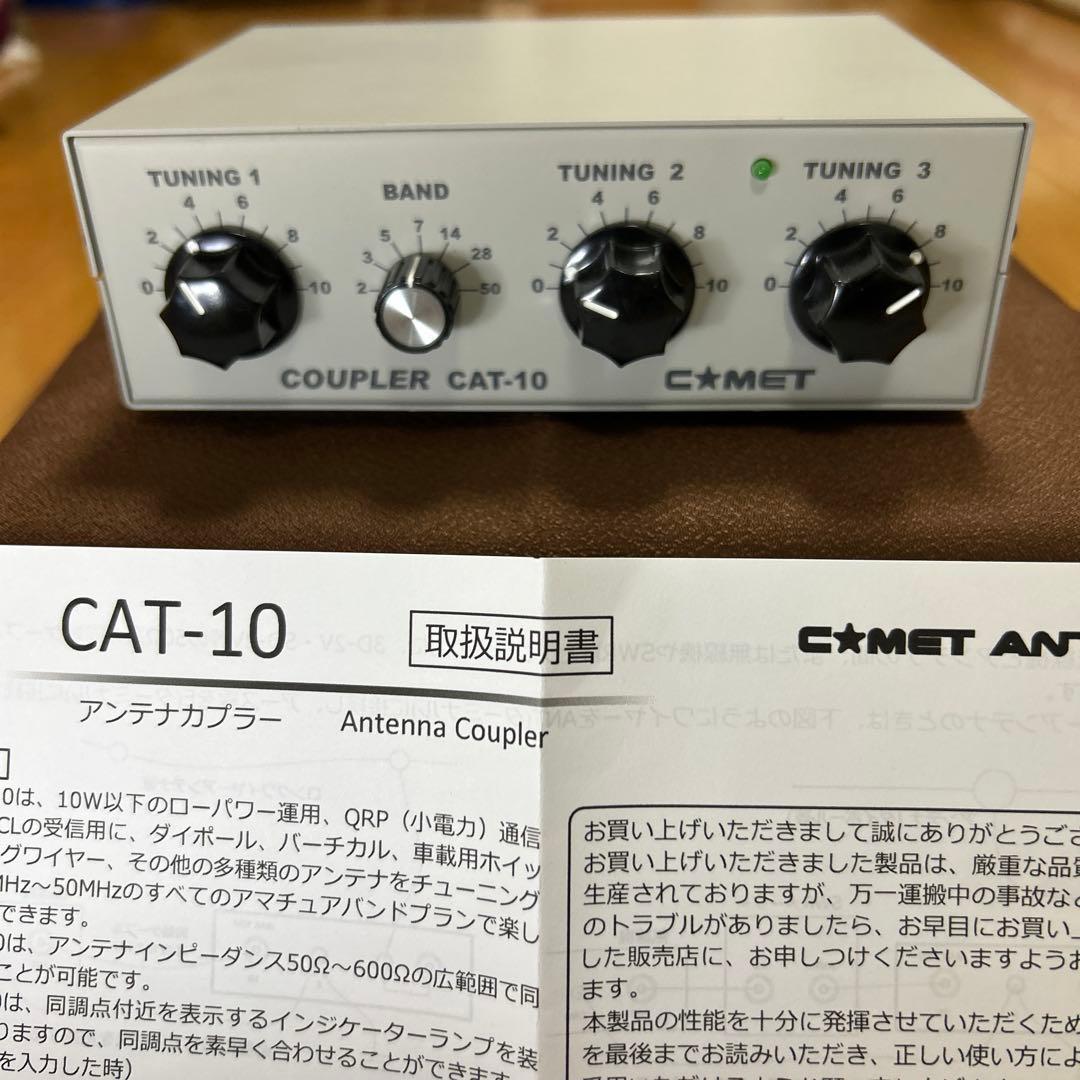 TUNING 1
0 2 4 6 8 10
BAND
2 3 5 7 14 28 50
TUNING 2
0 2 4 6 8 10
TUNING 3
0 2 4 6 8 10
COUPLER CAT-10
C★MET
CAT-10
取扱説明書
C★MET ANT
アンテナカプラー
Antenna Coupler
0は、10W以下のローパワー運用、QRP（小電力）通信
CLの受信用に、ダイポール、バーチカル、車載用ホイッ
グワイヤー、その他の多種類のアンテナをチューニング
MHz～50MHzのすべてのアマチュアバンドプランで楽し
できます。
0は、アンテナインピーダンス50Ω～600Ωの広範囲で同
ことが可能です。
0は、同調点付近を表示するインジケーターランプを装
りますので、同調点を素早く合わせることができます。
を入力した時）
お買い上げいただきまして誠にありがとうござ
お買い上げいただきました製品は、厳重な品質
生産されておりますが、万一運搬中の事故など
のトラブルがありましたら、お早目にお買い上
した販売店に、お申しつけくださいますようお
ます。
本製品の性能を十分に発揮させていただくため
を最後までお読みいただき、正しい使い方によ